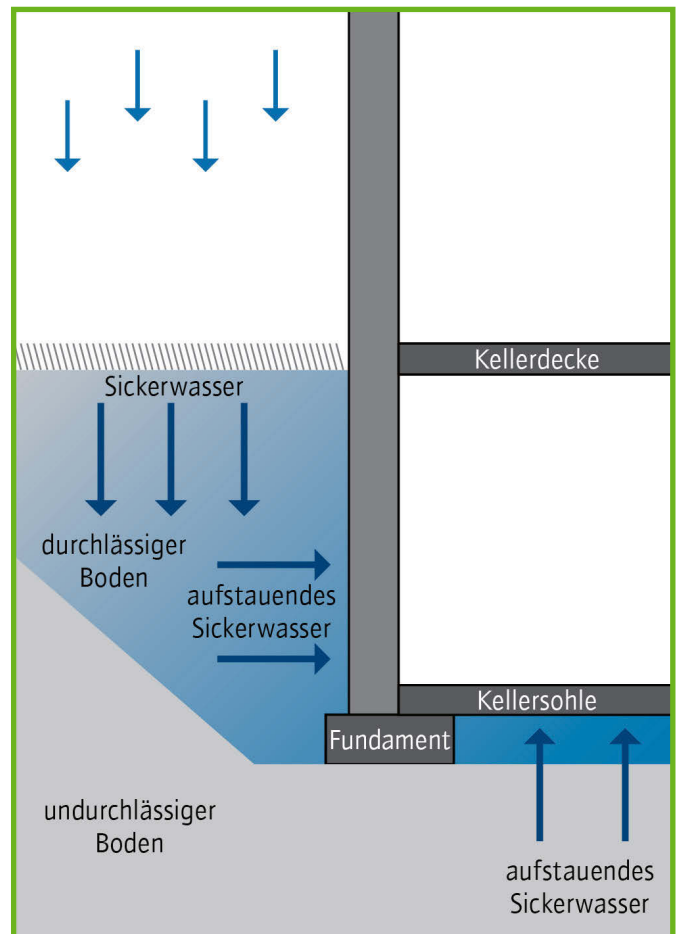 Kellerdecke
Sickerwasser
durchlässiger
Boden
aufstauendes
Sickerwasser
Kellersohle
Fundament
undurchlässiger
Boden
aufstauendes
Sickerwasser